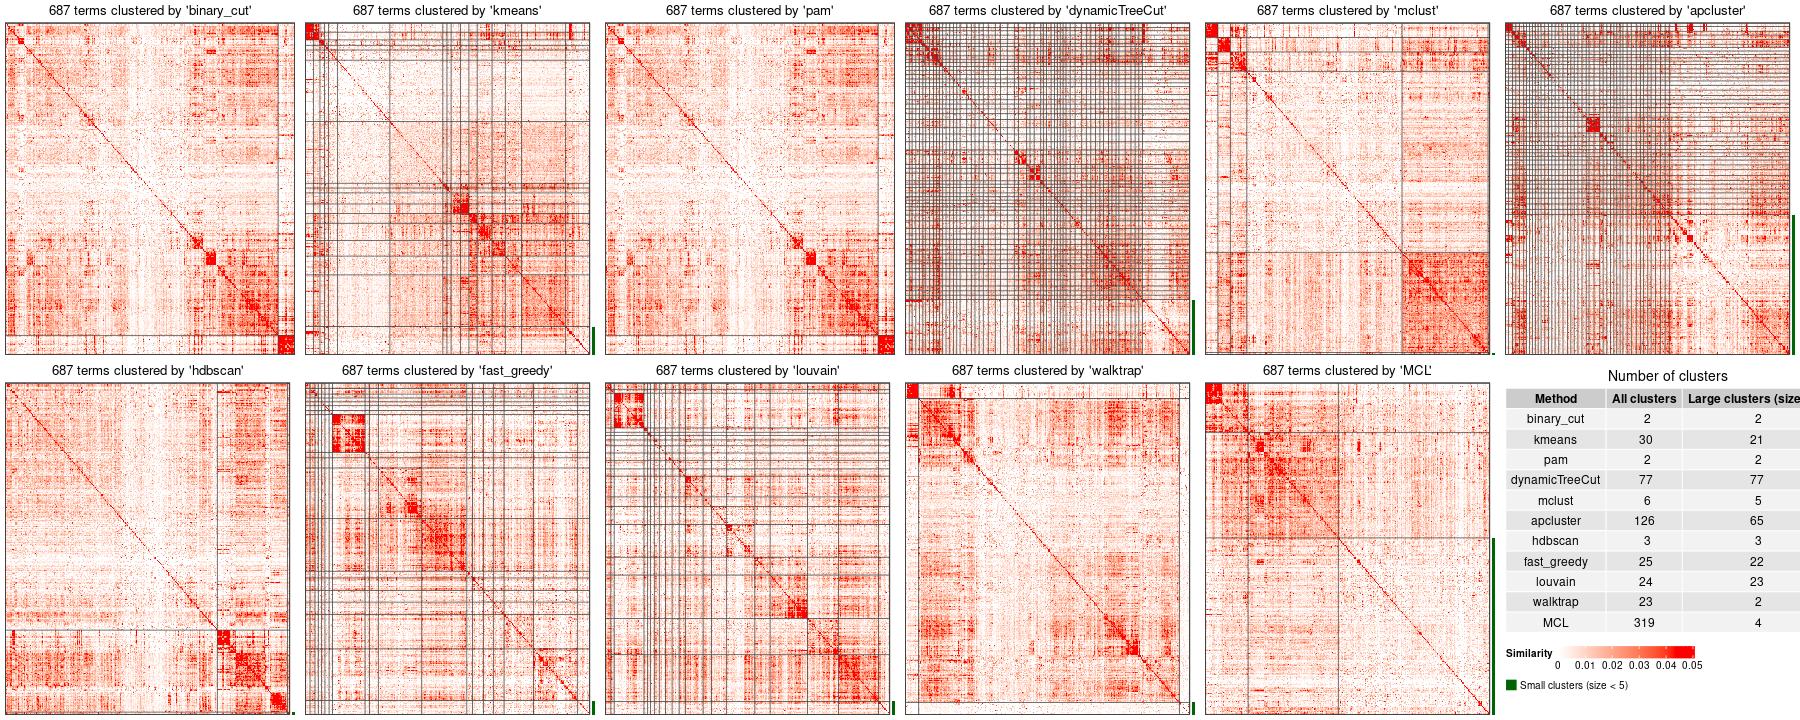 687 terms clustered by 'binary_cut'
687 terms clustered by 'kmeans'
687 terms clustered by 'pam'
687 terms clustered by 'dynamicTreeCut'
687 terms clustered by 'mclust'
687 terms clustered by 'apcluster'
687 terms clustered by 'hdbscan'
687 terms clustered by 'fast_greedy'
687 terms clustered by 'louvain'
687 terms clustered by 'walktrap'
687 terms clustered by 'MCL'
Number of clusters
Method All clusters Large clusters (size
binary_cut 2 2
kmeans 30 21
pam 2 2
dynamicTreeCut 77 77
mclust 6 5
apcluster 126 65
hdbscan 3 3
fast_greedy 25 22
louvain 24 23
walktrap 23 2
MCL 319 4
Similarity
0 0.01 0.02 0.03 0.04 0.05
Small clusters (size < 5)